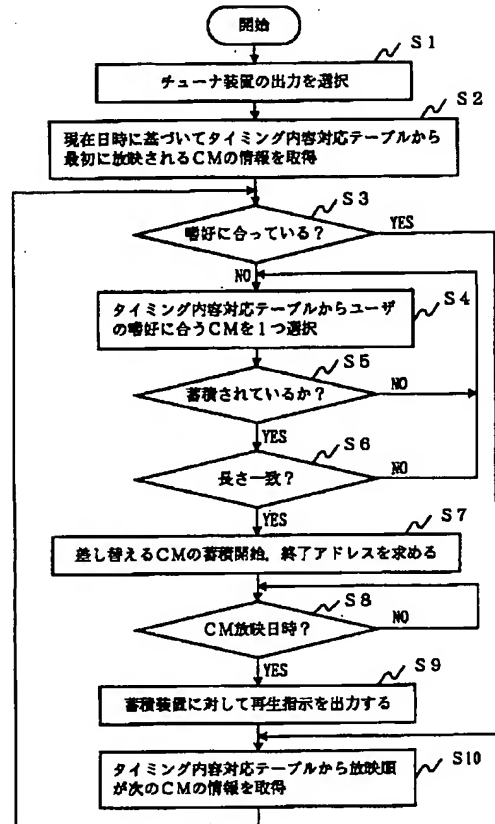 開始
S1
チューナ装置の出力を選択
S2
現在日時に基づいてタイミング内容対応テーブルから
最初に放映されるCMの情報を取得
S3
嗜好に合っている?
YES
NO
S4
タイミング内容対応テーブルからユーザ
の嗜好に合うCMを1つ選択
S5
蓄積されているか?
NO
YES
S6
長さ一致?
NO
YES
S7
差し替えるCMの蓄積開始,終了アドレスを求める
S8
CM放映日時?
NO
YES
S9
蓄積装置に対して再生指示を出力する
S10
タイミング内容対応テーブルから放映順
が次のCMの情報を取得